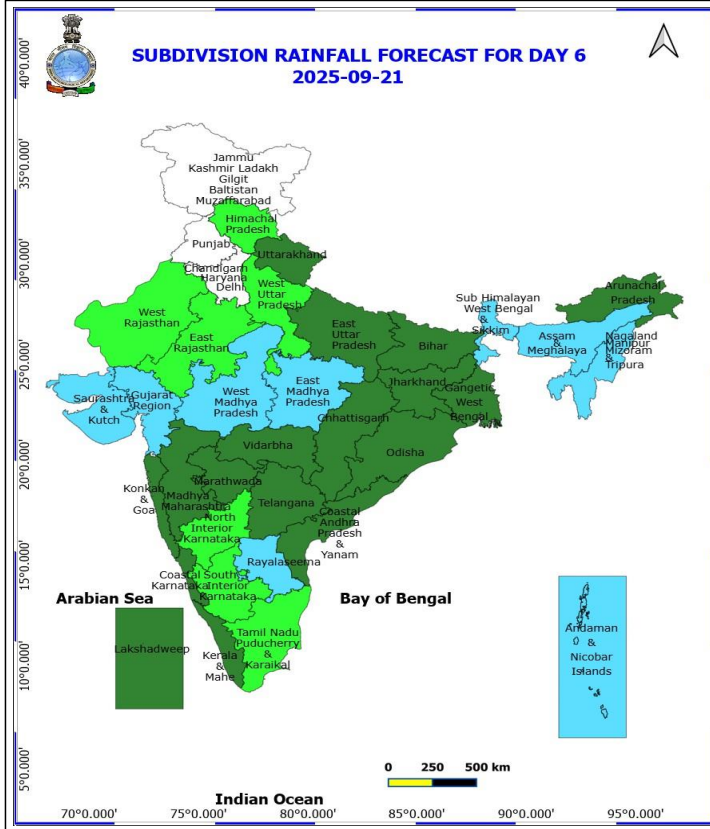 SUBDIVISION RAINFALL FORECAST FOR DAY 6
2025-09-21
40°0.000'
35°0.000'
30°0.000'
25°0.000'
20°0.000'
15°0.000'
10°0.000'
5°0.000'
Jammu
Kashmir Ladakh
Gilgit
Baltistan
Muzaffarabad
Himachal
Pradesh
Punjab
Uttarakhand
Chandigarh
Haryana
Delhi
West
Uttar
Pradesh
West
Rajasthan
East
Rajasthan
East
Uttar
Pradesh
Bihar
Sub Himalayan
West Bengal
&
Sikkim
Arunachal
Pradesh
Assam
&
Meghalaya
Nagaland
Manipur
Mizoram
&
Tripura
Saurashtra
&
Kutch
Gujarat
Region
West
Madhya
Pradesh
East
Madhya
Pradesh
Jharkhand
Gangetic
West
Bengal
Chhattisgarh
Odisha
Vidarbha
Konkan
&
Goa
Madhya
Maharashtra
Marathwada
Telangana
North
Interior
Karnataka
Coastal
Andhra
Pradesh
&
Yanam
Rayalaseema
Coastal
Karnataka
South
Interior
Karnataka
Arabian Sea
Bay of Bengal
Lakshadweep
Kerala
&
Mahe
Tamil Nadu
Puducherry
&
Karaikal
Andaman
&
Nicobar
Islands
0 250 500 km
Indian Ocean
70°0.000' 75°0.000' 80°0.000' 85°0.000' 90°0.000' 95°0.000'